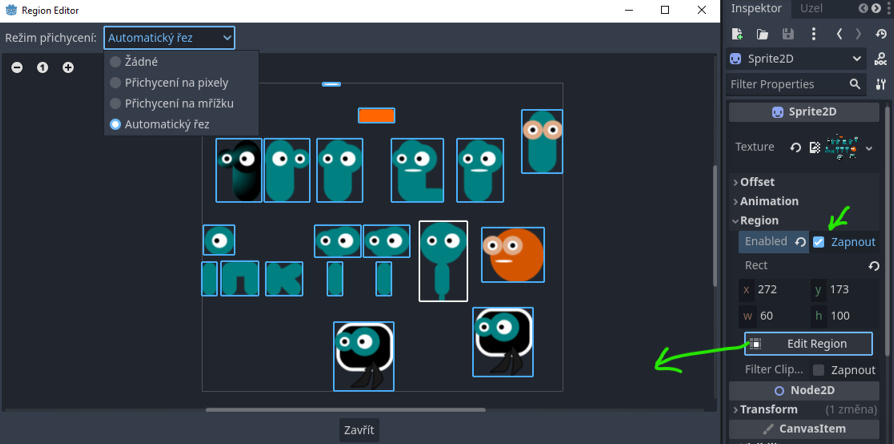 Region Editor
Režim přichycení: Automatický řez
Žádné
Přichycení na pixely
Přichycení na mřížku
Automatický řez
Zavřít
Inspektor Uzel
Sprite2D
DOC
Filter Properties
Sprite2D
Texture
Offset
Animation
Region
Enabled Zapnout
Rect
x 272 y 173
w 60 h 100
Edit Region
Filter Clip... Zapnout
Node2D
Transform (1 změna)
CanvasItem